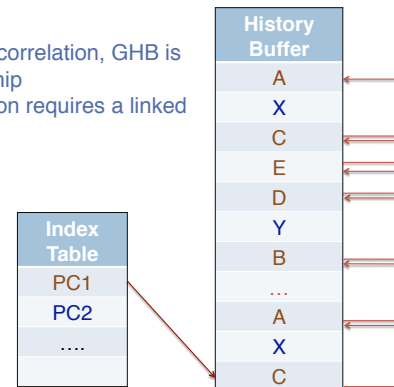 correlation, GHB is
hip
on requires a linked
History
Buffer
A
X
C
E
D
Y
B
…
A
X
C
Index
Table
PC1
PC2
….